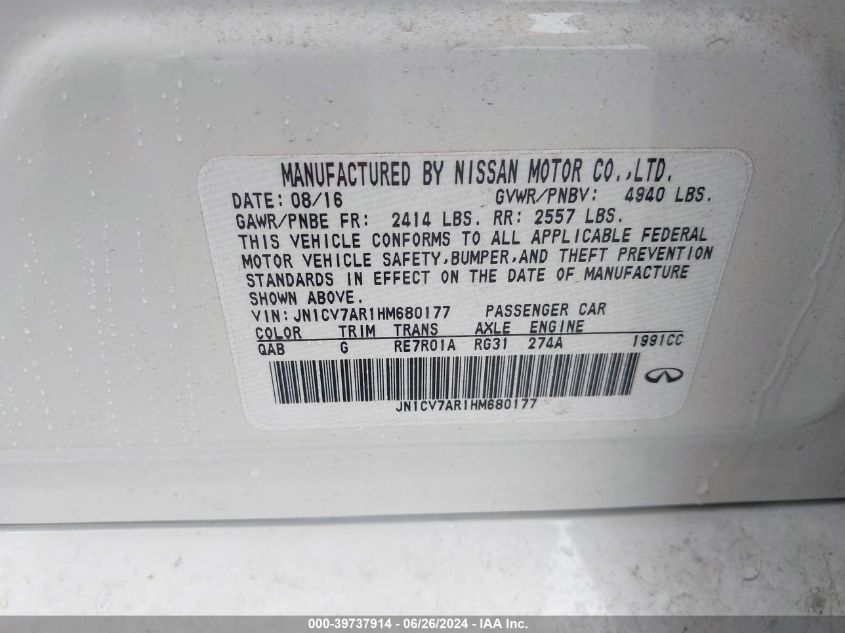 MANUFACTURED BY NISSAN MOTOR CO.,LTD.
DATE: 08/16 GVWR/PNBV: 4940 LBS.
GAWR/PNBE FR: 2414 LBS. RR: 2557 LBS.
THIS VEHICLE CONFORMS TO ALL APPLICABLE FEDERAL
MOTOR VEHICLE SAFETY,BUMPER,AND THEFT PREVENTION
STANDARDS IN EFFECT ON THE DATE OF MANUFACTURE
SHOWN ABOVE.
VIN: JN1CV7AR1HM680177 PASSENGER CAR
COLOR TRIM TRANS AXLE ENGINE
QAB G RE7R01A RG31 274A 1991CC
JN1CV7AR1HM680177
000-39737914 - 06/26/2024 - IAA Inc.